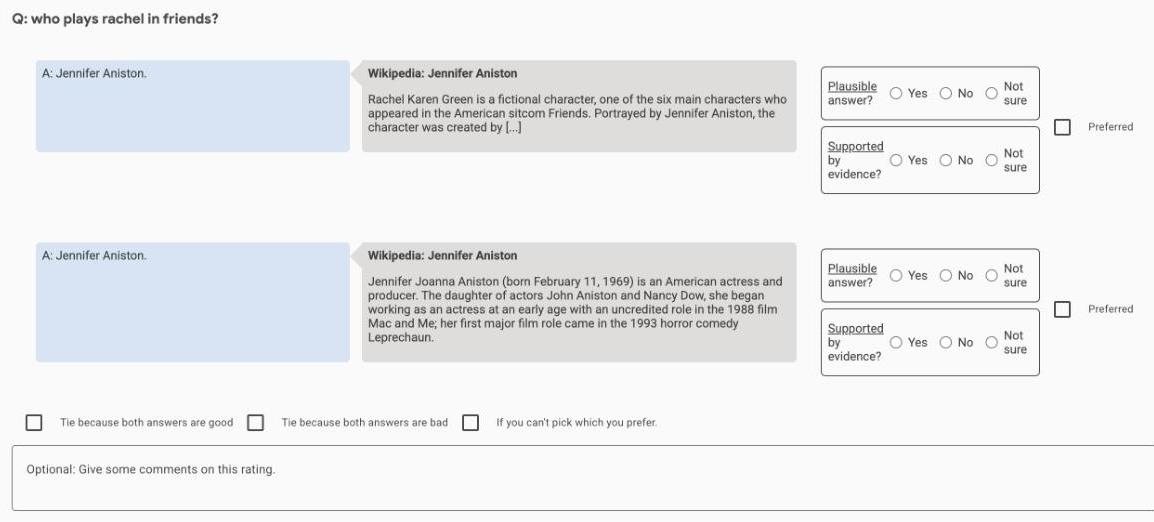 Q: who plays rachel in friends?
A: Jennifer Aniston.
Wikipedia: Jennifer Aniston
Rachel Karen Green is a fictional character, one of the six main characters who
appeared in the American sitcom Friends. Portrayed by Jennifer Aniston, the
character was created by [...]
Plausible
answer?
Yes
No
Not
sure
Supported
by
evidence?
Yes
No
Not
sure
Preferred
A: Jennifer Aniston.
Wikipedia: Jennifer Aniston
Jennifer Joanna Aniston (born February 11, 1969) is an American actress and
producer. The daughter of actors John Aniston and Nancy Dow, she began
working as an actress at an early age with an uncredited role in the 1988 film
Mac and Me; her first major film role came in the 1993 horror comedy
Leprechaun.
Plausible
answer?
Yes
No
Not
sure
Supported
by
evidence?
Yes
No
Not
sure
Preferred
Tie because both answers are good
Tie because both answers are bad
If you can't pick which you prefer.
Optional: Give some comments on this rating.